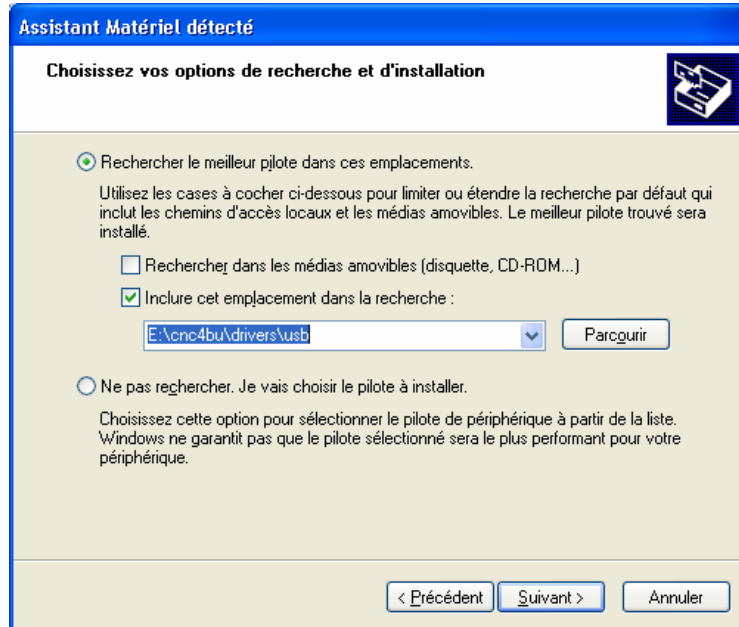 Assistant Matériel détecté
Choisissez vos options de recherche et d'installation
Rechercher le meilleur pilote dans ces emplacements.
Utilisez les cases à cocher ci-dessous pour limiter ou étendre la recherche par défaut qui
inclut les chemins d'accès locaux et les médias amovibles. Le meilleur pilote trouvé sera
installé.
Rechercher dans les médias amovibles (disquette, CD-ROM...)
Inclure cet emplacement dans la recherche :
E:\cnc4bu\drivers\usb
Parcourir
Ne pas rechercher. Je vais choisir le pilote à installer.
Choisissez cette option pour sélectionner le pilote de périphérique à partir de la liste.
Windows ne garantit pas que le pilote sélectionné sera le plus performant pour votre
périphérique.
< Précédent Suivant > Annuler